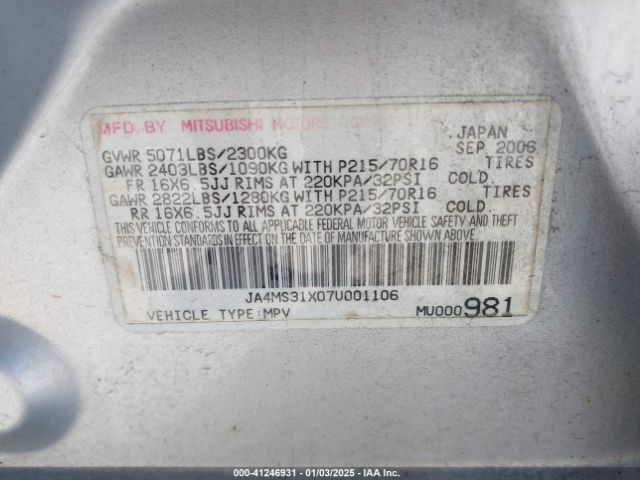 MFD. BY MITSUBISHI MOTORS JAPAN
GVWR 5071LBS/2300KG SEP. 2006
GAWR 2403LBS/1090KG WITH P215/70R16 TIRES
FR 16X6.5JJ RIMS AT 220KPA/32PSI COLD.
GAWR 2822LBS/1280KG WITH P215/70R16 TIRES
RR 16X6.5JJ RIMS AT 220KPA/32PSI COLD
THIS VEHICLE CONFORMS TO ALL APPLICABLE FEDERAL MOTOR VEHICLE SAFETY AND THEFT
PREVENTION STANDARDS IN EFFECT ON THE DATE OF MANUFACTURE SHOWN ABOVE.
JA4MS31X07U001106
VEHICLE TYPE:MPV MU000981
000-41246931 - 01/03/2025 - IAA Inc.